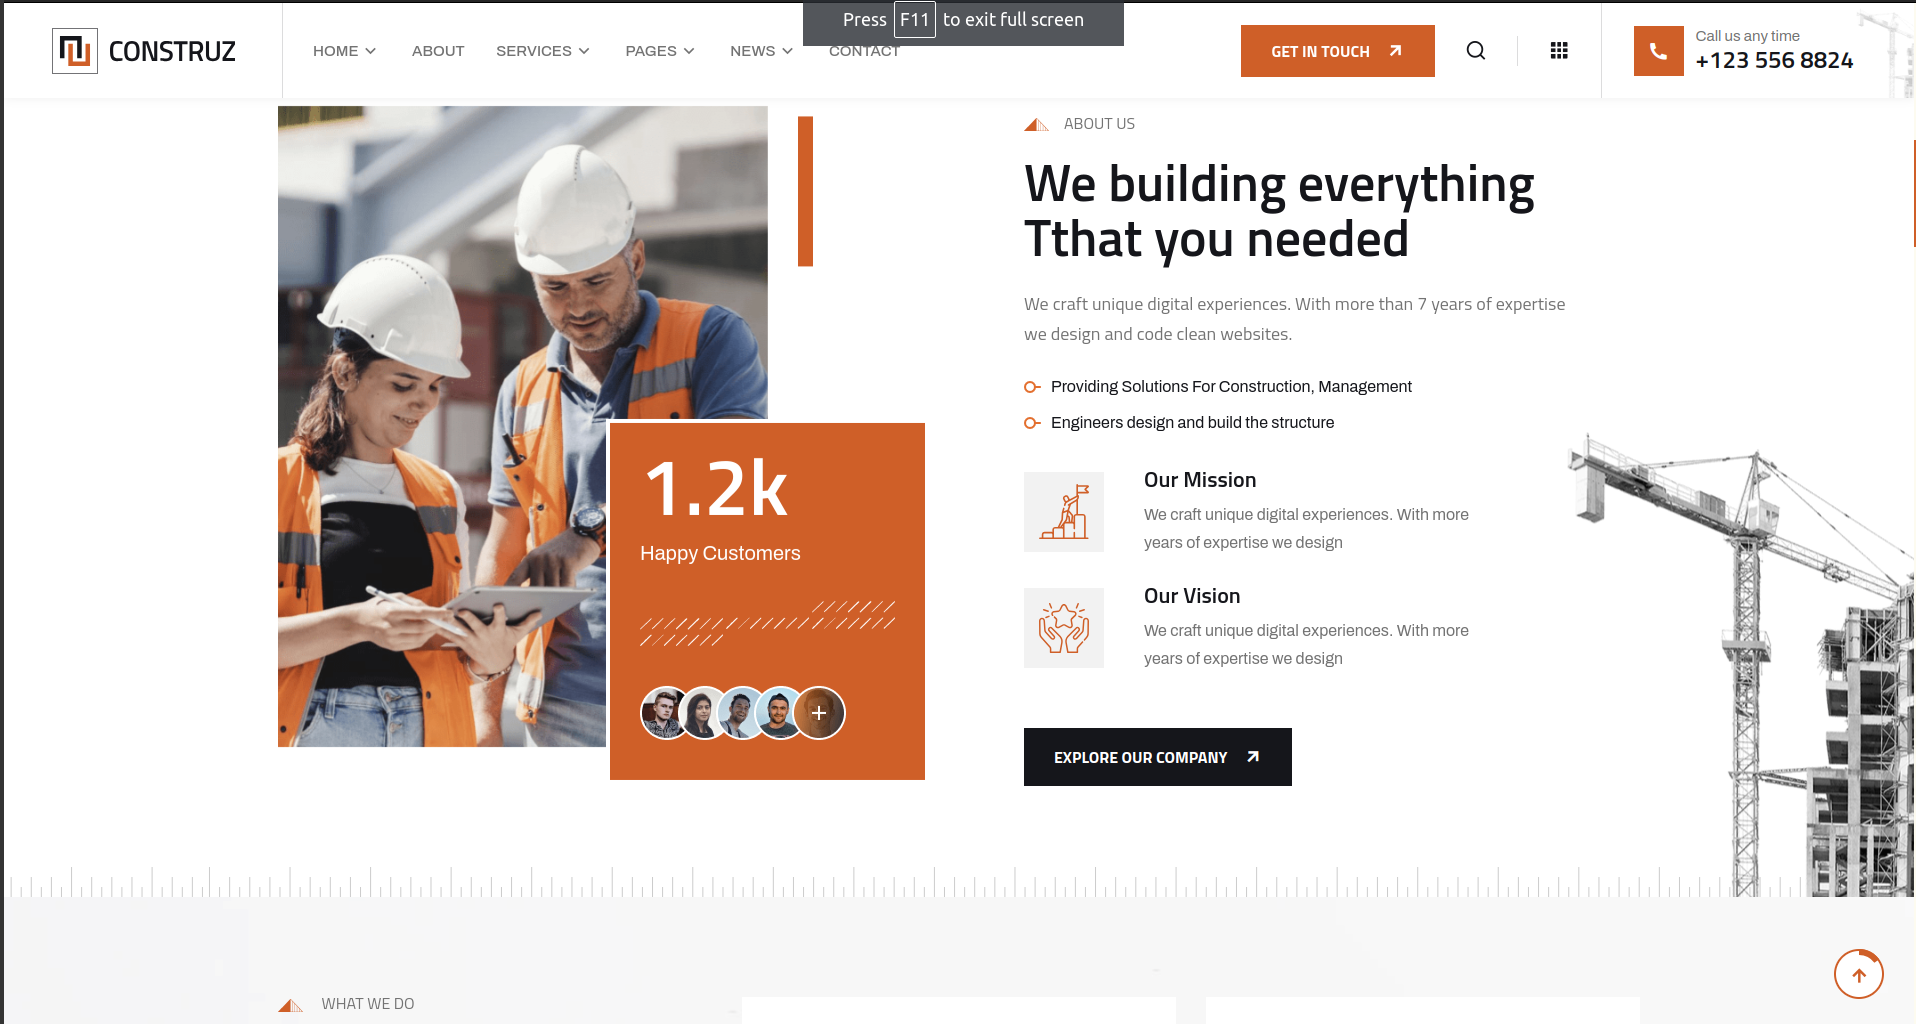 Press F11 to exit full screen
CONSTRUZ
HOME
ABOUT
SERVICES
PAGES
NEWS
CONTACT
GET IN TOUCH
Call us any time
+123 556 8824
ABOUT US
We building everything
Tthat you needed
We craft unique digital experiences. With more than 7 years of expertise
we design and code clean websites.
Providing Solutions For Construction, Management
Engineers design and build the structure
1.2k
Happy Customers
Our Mission
We craft unique digital experiences. With more
years of expertise we design
Our Vision
We craft unique digital experiences. With more
years of expertise we design
EXPLORE OUR COMPANY
WHAT WE DO